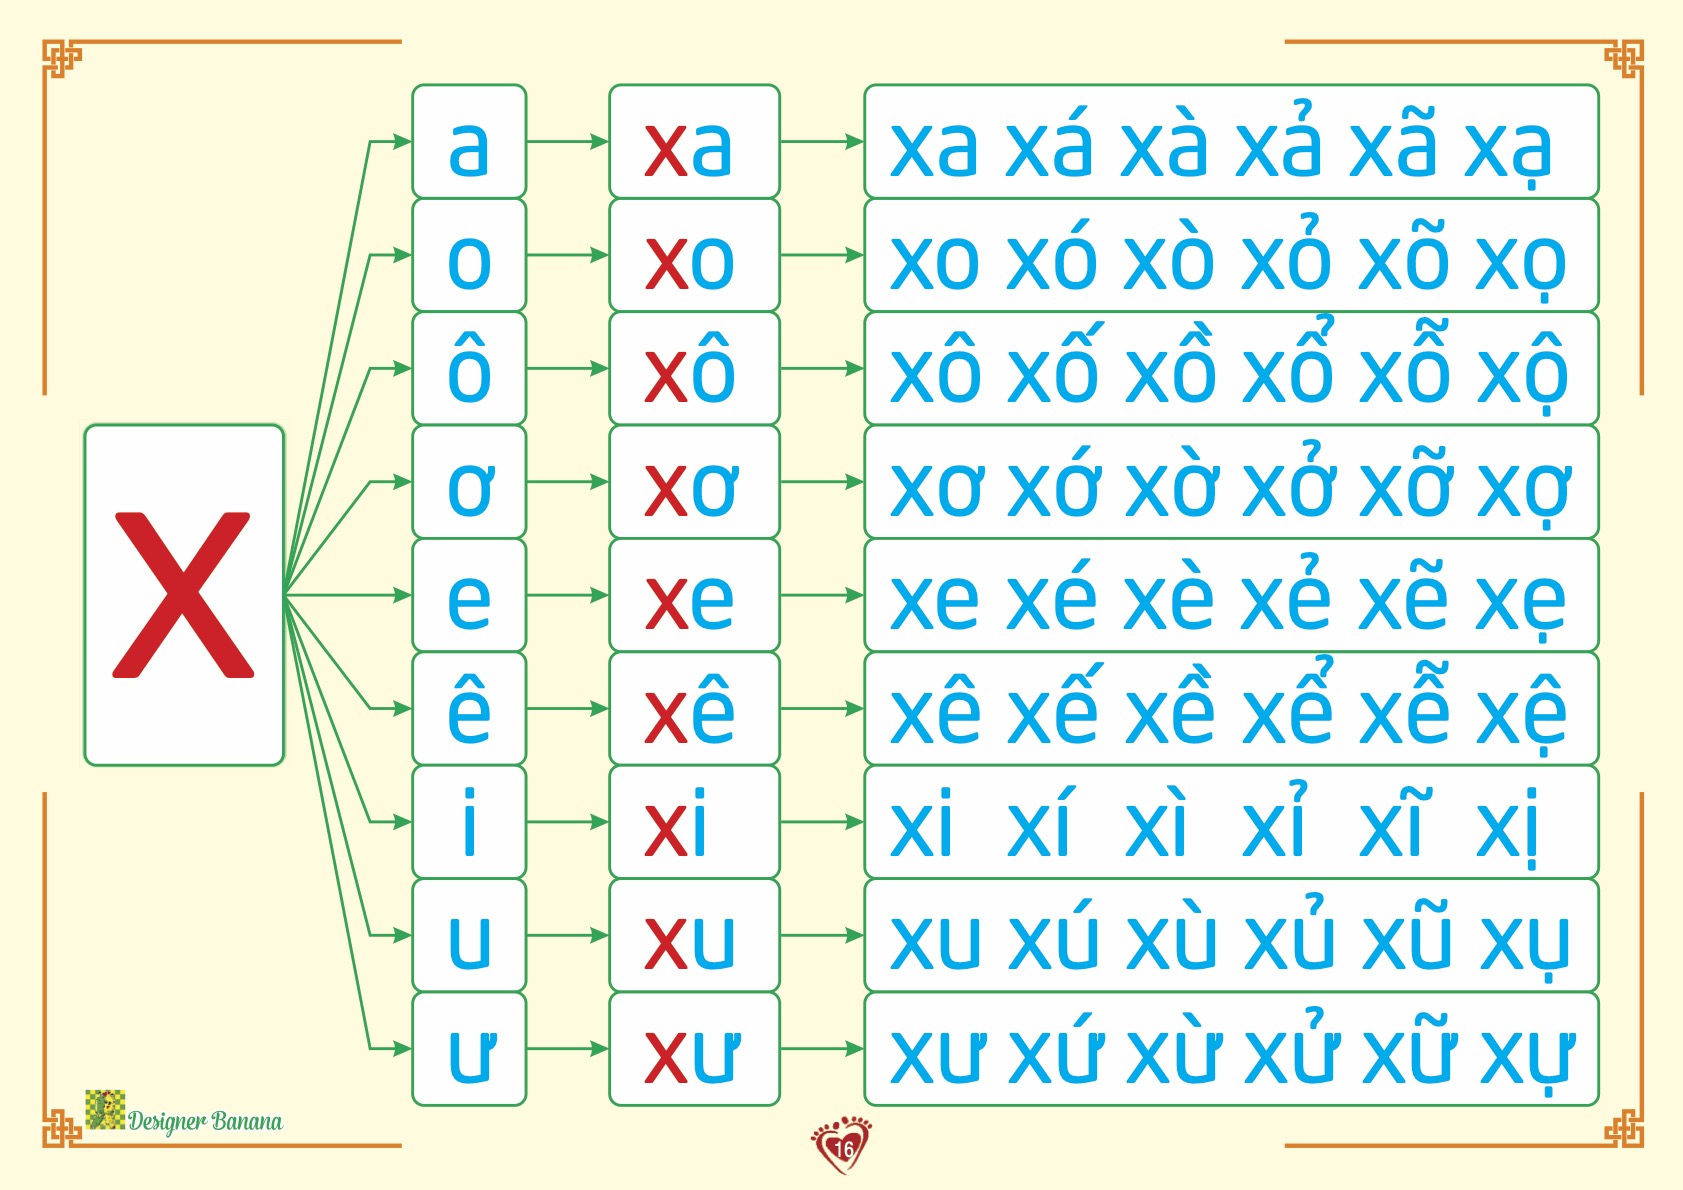 a xa xa xá xà xả xã xạ
o xo xo xó xò xỏ xõ xọ
ô xô xô xố xồ xổ xỗ xộ
ơ xơ xơ xớ xờ xở xỡ xợ
x
e xe xe xé xè xẻ xẽ xẹ
ê xê xê xế xề xể xễ xệ
i xi xi xí xì xỉ xĩ xị
u xu xu xú xù xủ xũ xụ
ư xư xư xứ xừ xử xữ xự
Designer Banana
16